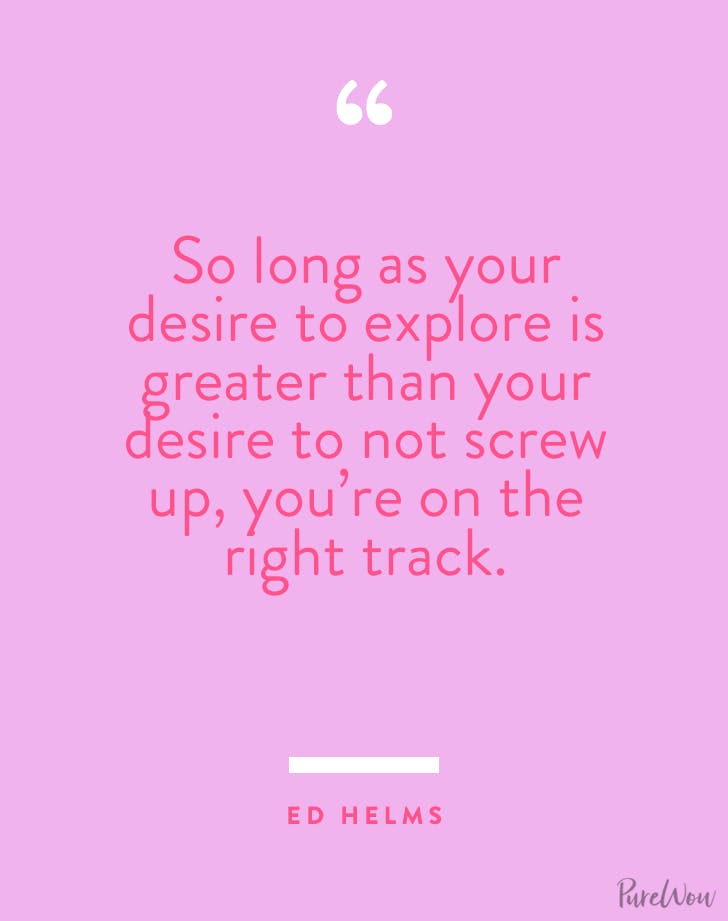 “
So long as your
desire to explore is
greater than your
desire to not screw
up, you’re on the
right track.
ED HELMS
PureWow